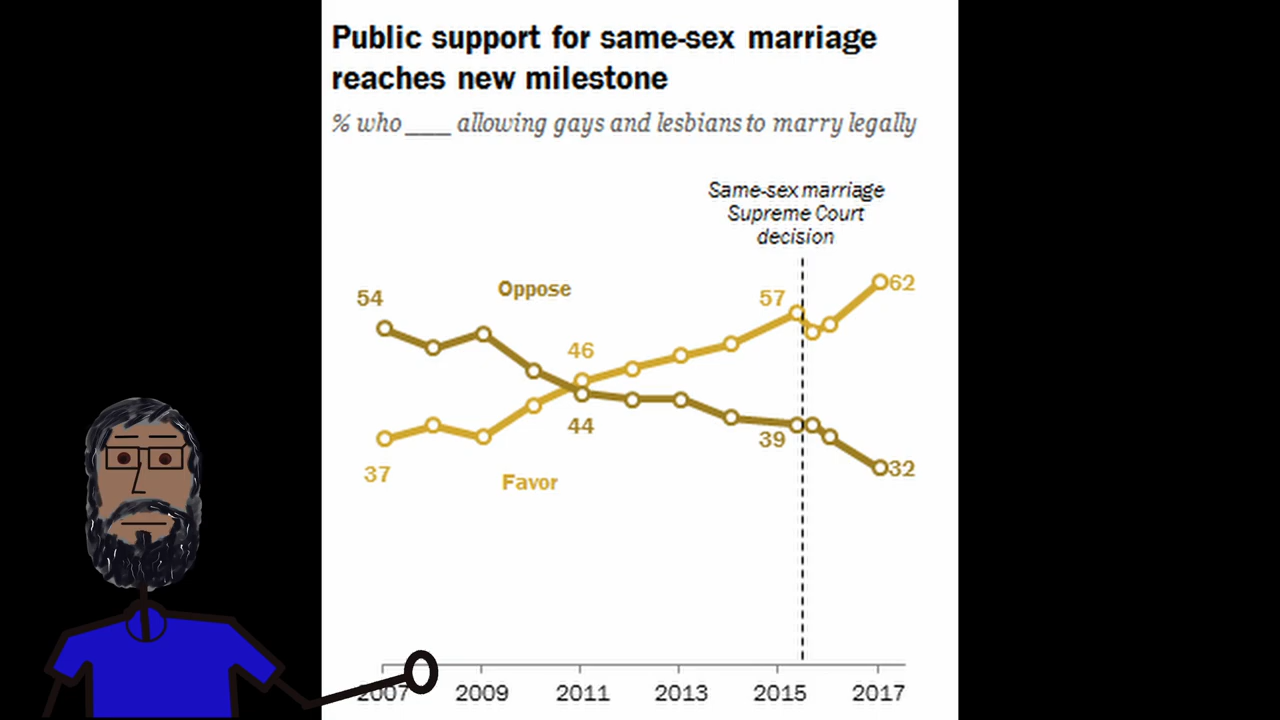 Public support for same-sex marriage
reaches new milestone
% who ___ allowing gays and lesbians to marry legally
Same-sex marriage
Supreme Court
decision
54
Oppose
57
62
46
44
39
32
37
Favor
2007 2009 2011 2013 2015 2017